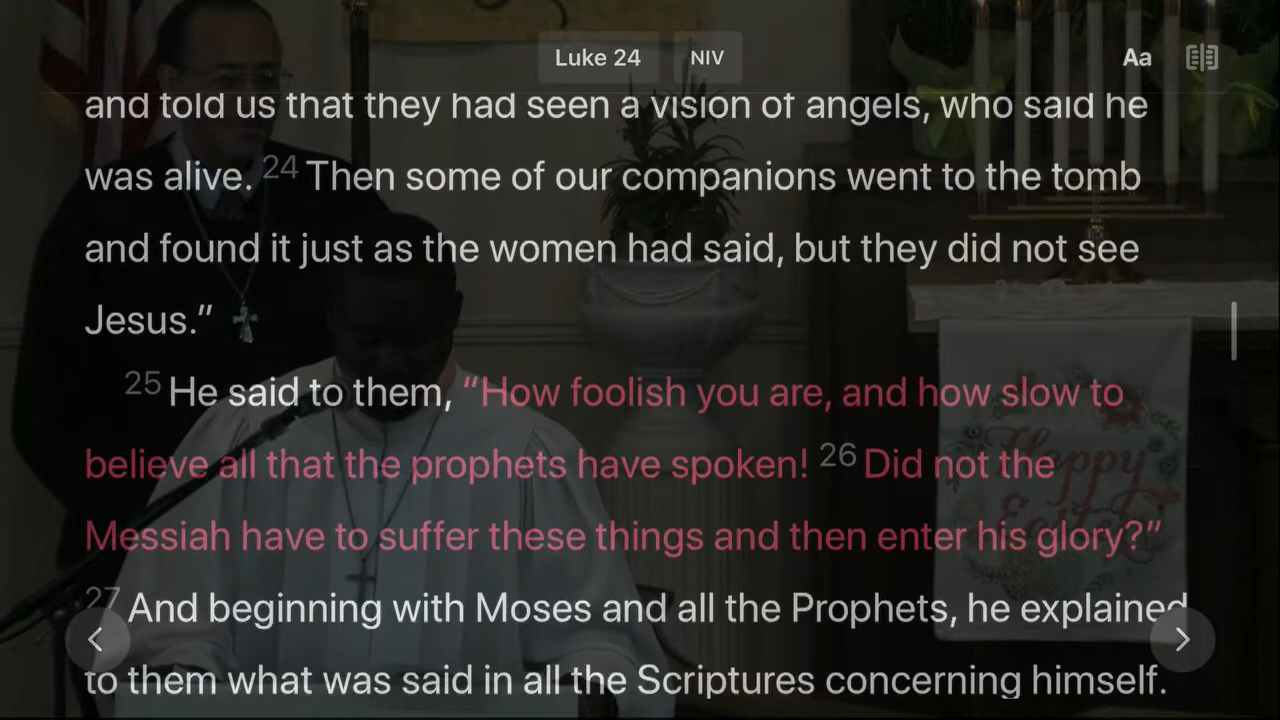 Luke 24 NIV Aa
and told us that they had seen a vision of angels, who said he
was alive. 24 Then some of our companions went to the tomb
and found it just as the women had said, but they did not see
Jesus.”
25 He said to them, “How foolish you are, and how slow to
believe all that the prophets have spoken! 26 Did not the
Messiah have to suffer these things and then enter his glory?”
27 And beginning with Moses and all the Prophets, he explained
to them what was said in all the Scriptures concerning himself.
Happy
Easter